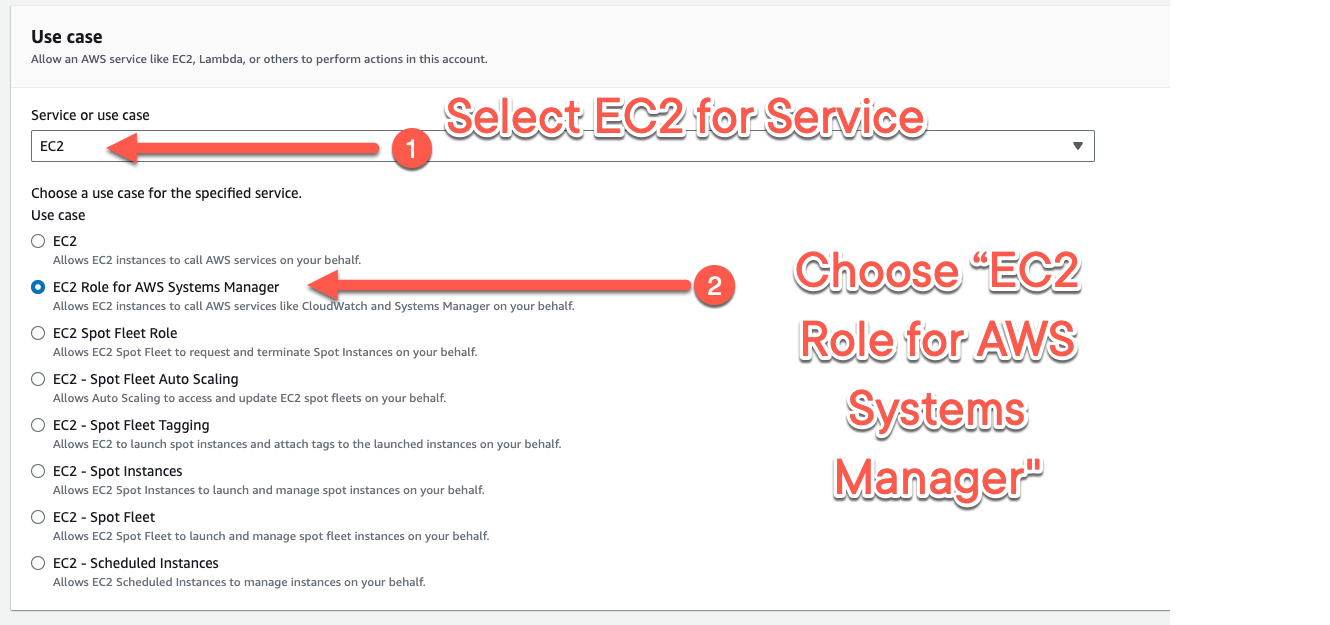 Use case
Allow an AWS service like EC2, Lambda, or others to perform actions in this account.
Select EC2 for Service
Service or use case
EC2
1
Choose a use case for the specified service.
Use case
EC2
Allows EC2 instances to call AWS services on your behalf.
EC2 Role for AWS Systems Manager
2
Allows EC2 instances to call AWS services like CloudWatch and Systems Manager on your behalf.
EC2 Spot Fleet Role
Allows EC2 Spot Fleet to request and terminate Spot Instances on your behalf.
EC2 - Spot Fleet Auto Scaling
Allows Auto Scaling to access and update EC2 spot fleets on your behalf.
EC2 - Spot Fleet Tagging
Allows EC2 to launch spot instances and attach tags to the launched instances on your behalf.
EC2 - Spot Instances
Allows EC2 Spot Instances to launch and manage spot instances on your behalf.
EC2 - Spot Fleet
Allows EC2 Spot Fleet to launch and manage spot fleet instances on your behalf.
EC2 - Scheduled Instances
Allows EC2 Scheduled Instances to manage instances on your behalf.
Choose “EC2
Role for AWS
Systems
Manager"